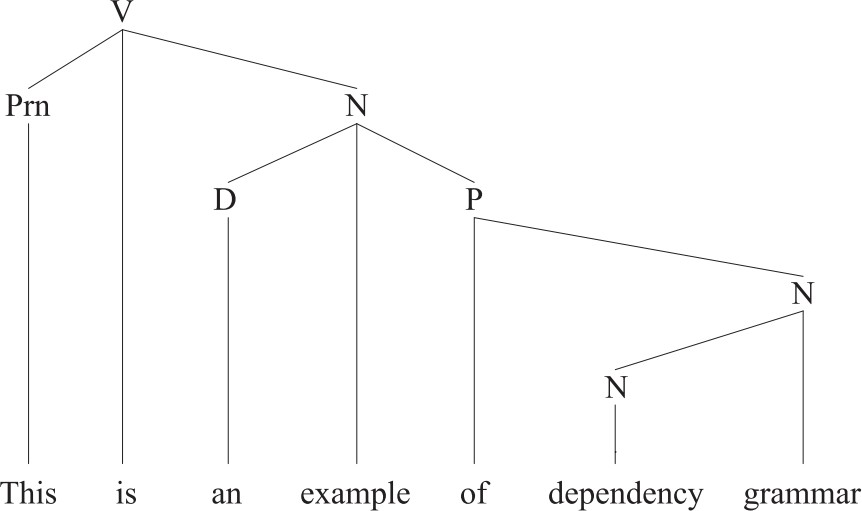 V
Prn N
D P
N
N
This is an example of dependency grammar